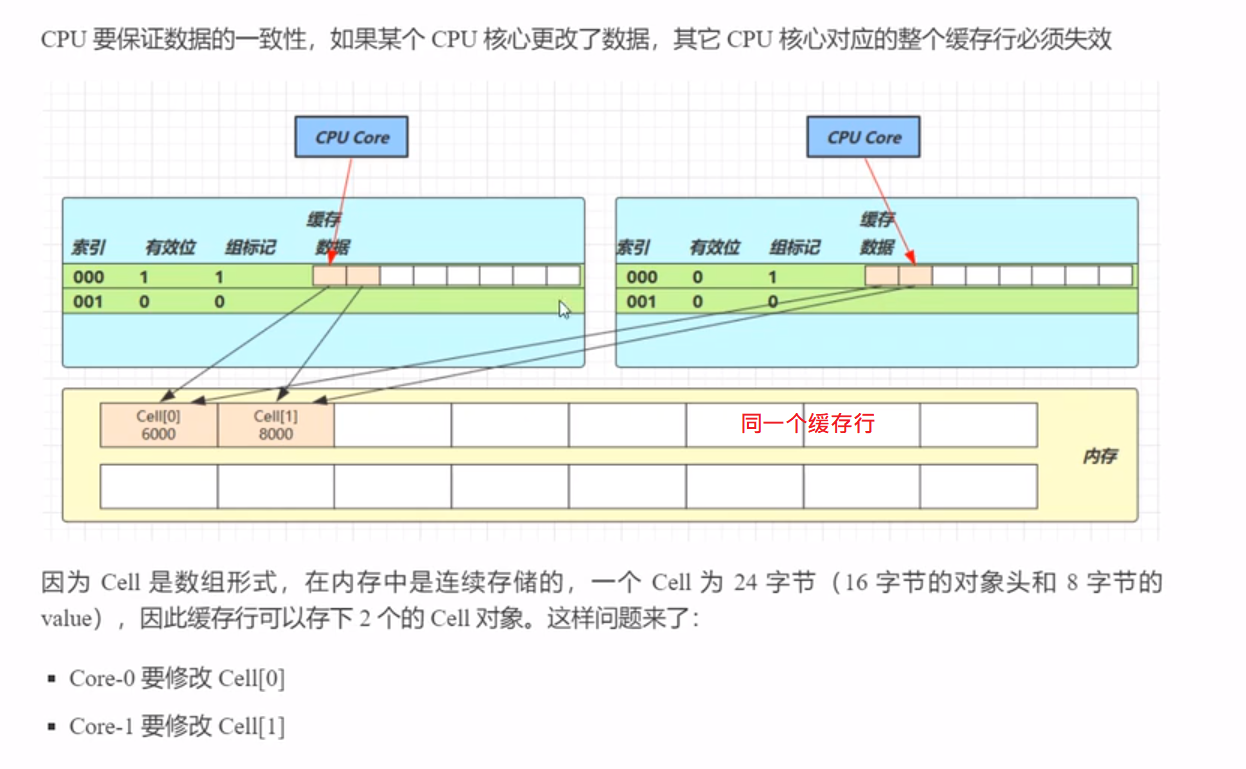 CPU 要保证数据的一致性，如果某个 CPU 核心更改了数据，其它 CPU 核心对应的整个缓存行必须失效
CPU Core
CPU Core
缓存
索引 有效位 组标记 数据
000 1 1
001 0 0
缓存
索引 有效位 组标记 数据
000 0 1
001 0 0
Cell[0]
6000
Cell[1]
8000
同一个缓存行
内存
因为 Cell 是数组形式，在内存中是连续存储的，一个 Cell 为 24 字节（16 字节的对象头和 8 字节的
value），因此缓存行可以存下 2 个的 Cell 对象。这样问题来了：
▪ Core-0 要修改 Cell[0]
▪ Core-1 要修改 Cell[1]